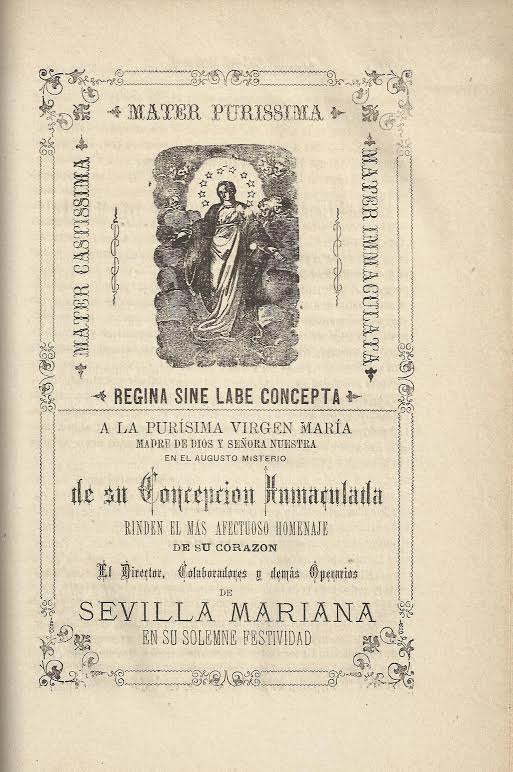 MATER PURISSIMA
MATER CASTISSIMA
MATER INMACULATA
REGINA SINE LABE CONCEPTA
A LA PURÍSIMA VIRGEN MARÍA
MADRE DE DIOS Y SEÑORA NUESTRA
EN EL AUGUSTO MISTERIO
de su Concepcion Inmaculada
RINDEN EL MÁS AFECTUOSO HOMENAJE
DE SU CORAZON
El Director, Colaboradores y demás Operarios
DE
SEVILLA MARIANA
EN SU SOLEMNE FESTIVIDAD